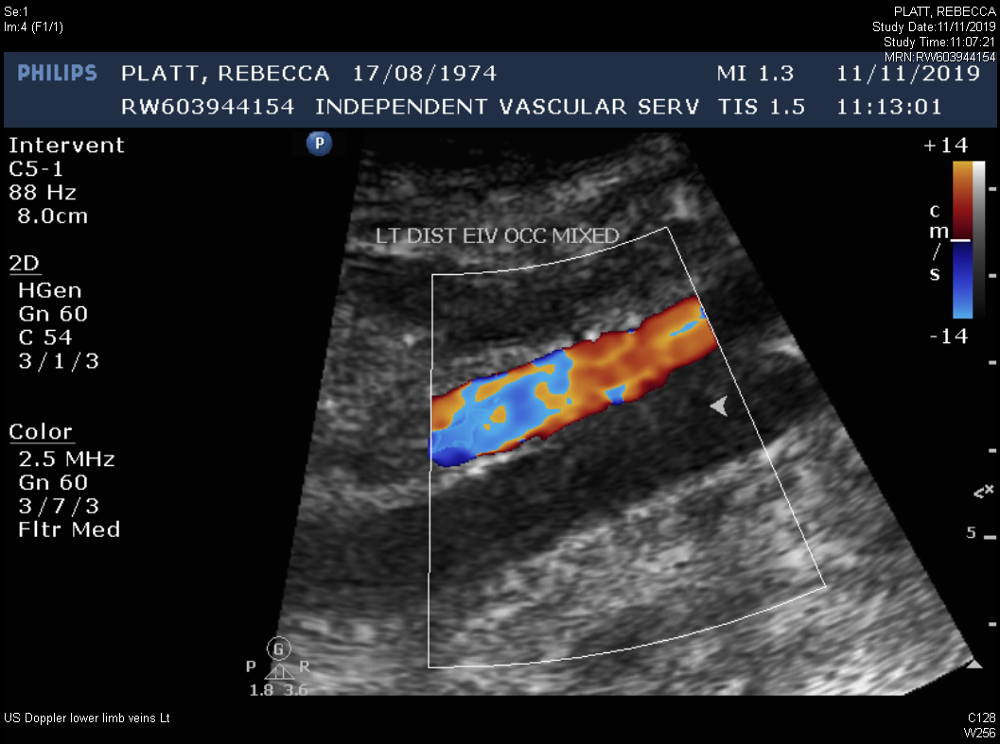 Se:1
Im:4 (F1/1)
PLATT, REBECCA
Study Date:11/11/2019
Study Time:11:07:21
MRN:RW603944154
PHILIPS PLATT, REBECCA 17/08/1974 MI 1.3 11/11/2019
RW603944154 INDEPENDENT VASCULAR SERV TIS 1.5 11:13:01
Intervent
C5-1
88 Hz
8.0cm
2D
HGen
Gn 60
C 54
3/1/3
Color
2.5 MHz
Gn 60
3/7/3
Fltr Med
P
LT DIST EIV OCC MIXED
+14
c
m
/
s
-14
5
G
P R
1.8 3.6
US Doppler lower limb veins Lt
C128
W256